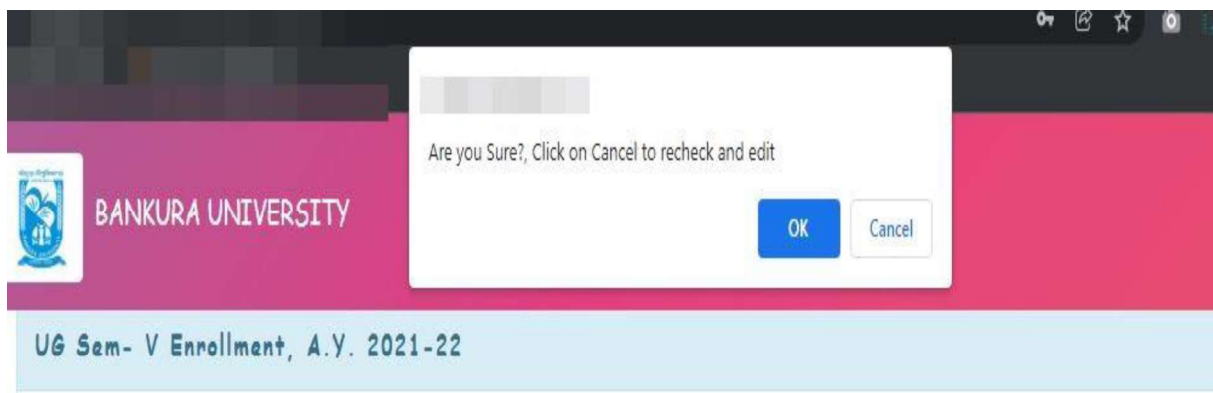 Are you Sure?, Click on Cancel to recheck and edit
OK Cancel
BANKURA UNIVERSITY
UG Sem- V Enrollment, A.Y. 2021-22